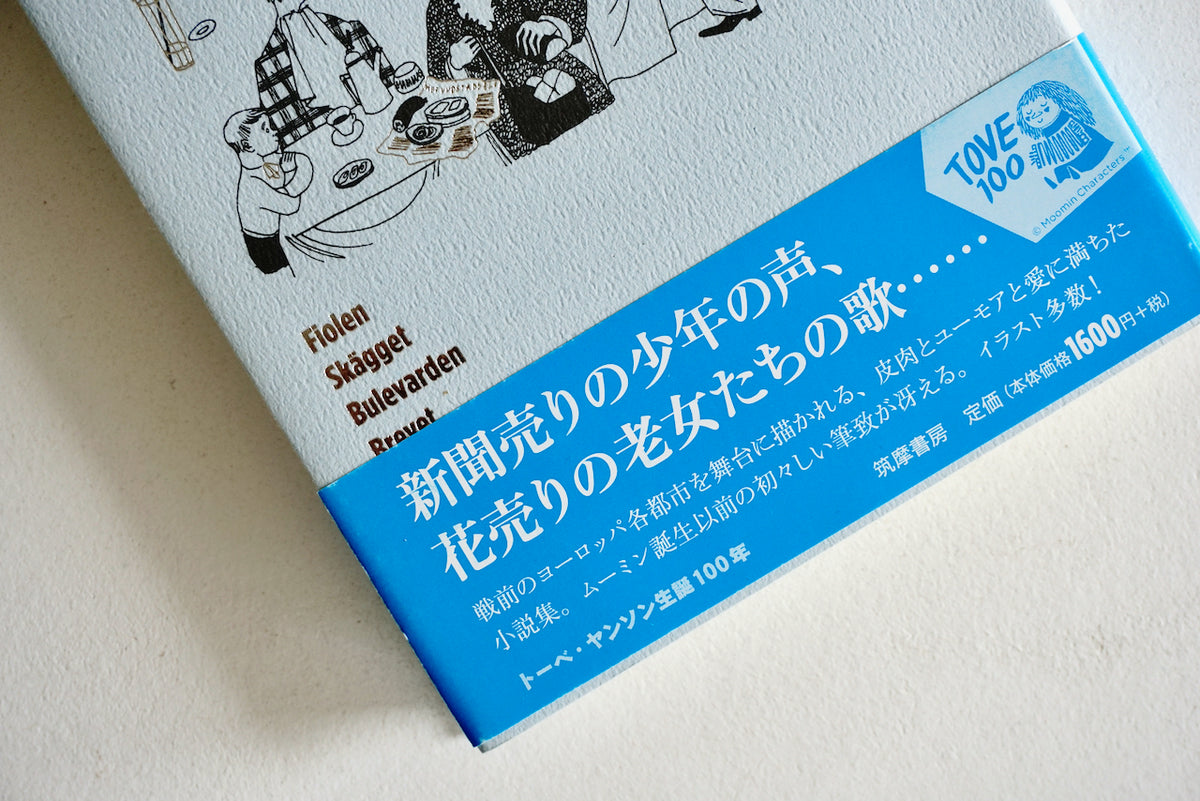 Fiolen
Skägget
Bulevarden
Brevet
TOVE
100
© Moomin Characters™
新聞売りの少年の声、
花売りの老女たちの歌……
戦前のヨーロッパ各都市を舞台に描かれる、皮肉とユーモアと愛に満ちた
小説集。ムーミン誕生以前の初々しい筆致が冴える。 イラスト多数！
筑摩書房 定価（本体価格1600円＋税）
トーベ・ヤンソン生誕100年